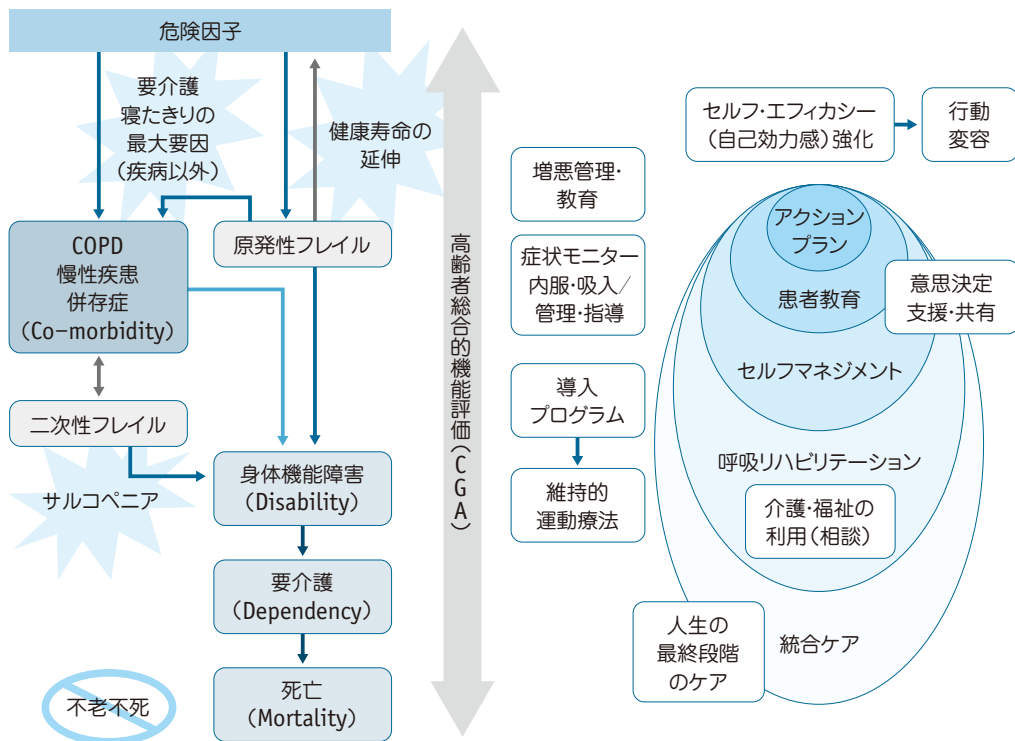 危険因子
要介護
寝たきりの
最大要因
(疾病以外)
健康寿命の
延伸
COPD
慢性疾患
併存症
(Co-morbidity)
原発性フレイル
二次性フレイル
サルコペニア
身体機能障害
(Disability)
要介護
(Dependency)
死亡
(Mortality)
不老不死
高齢者総合的機能評価(CGA)
セルフ・エフィカシー
(自己効力感)強化
行動
変容
増悪管理・
教育
症状モニター
内服・吸入/
管理・指導
導入
プログラム
維持的
運動療法
アクション
プラン
患者教育
意思決定
支援・共有
セルフマネジメント
呼吸リハビリテーション
介護・福祉の
利用(相談)
人生の
最終段階
のケア
統合ケア